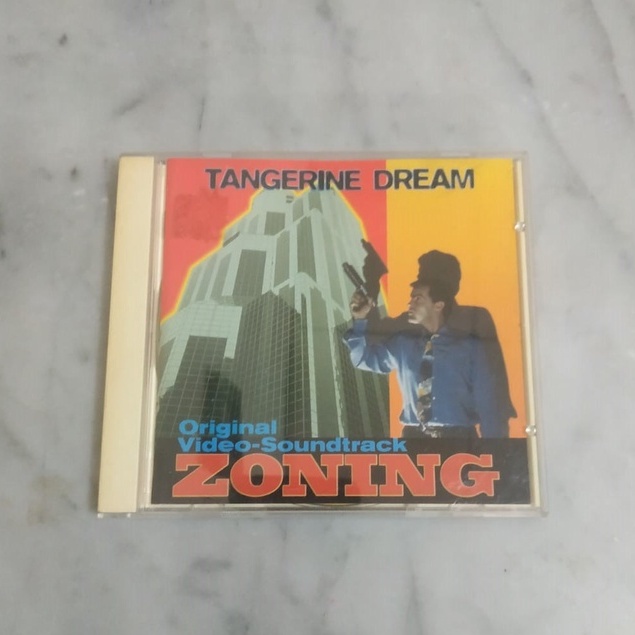 TANGERINE DREAM
Original
Video-Soundtrack
ZONING